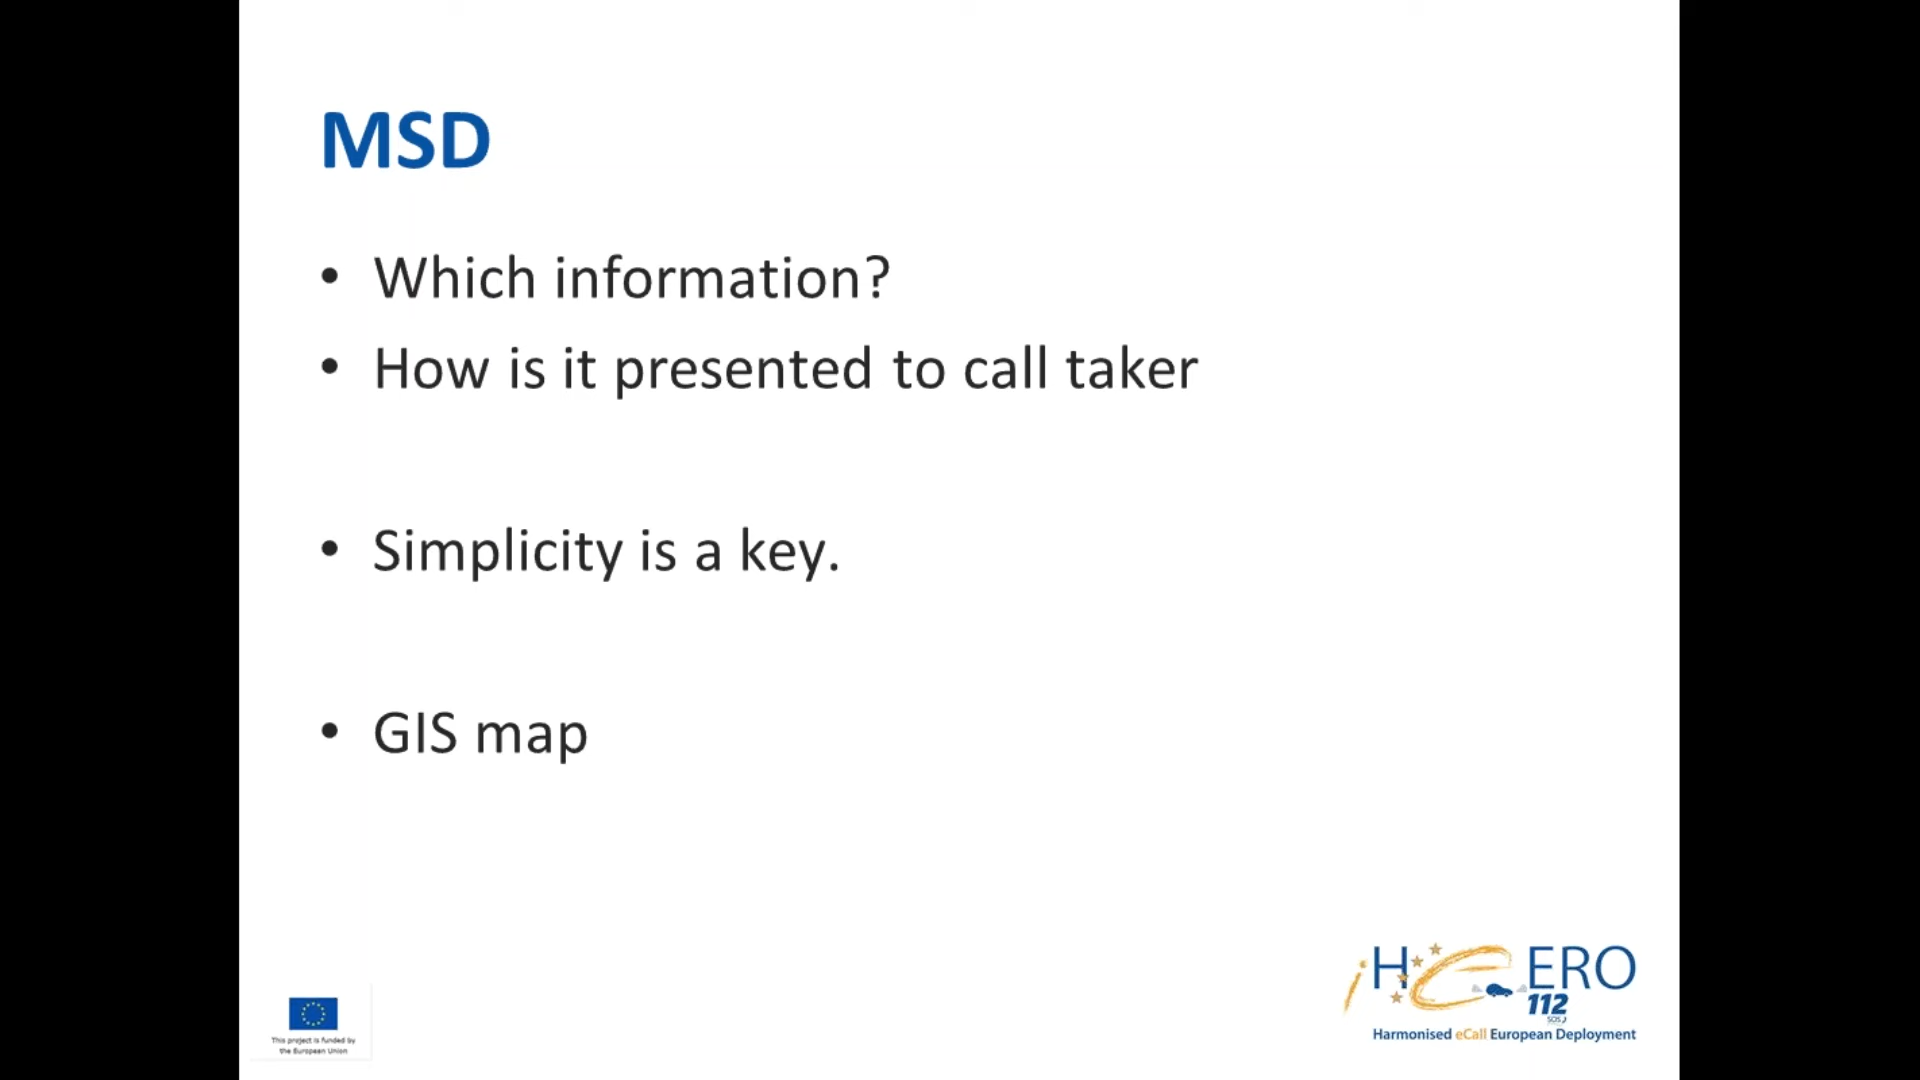 MSD
• Which information?
• How is it presented to call taker
• Simplicity is a key.
• GIS map
This project is funded by
the European Union
iHeERO
112
SOS
Harmonised eCall European Deployment